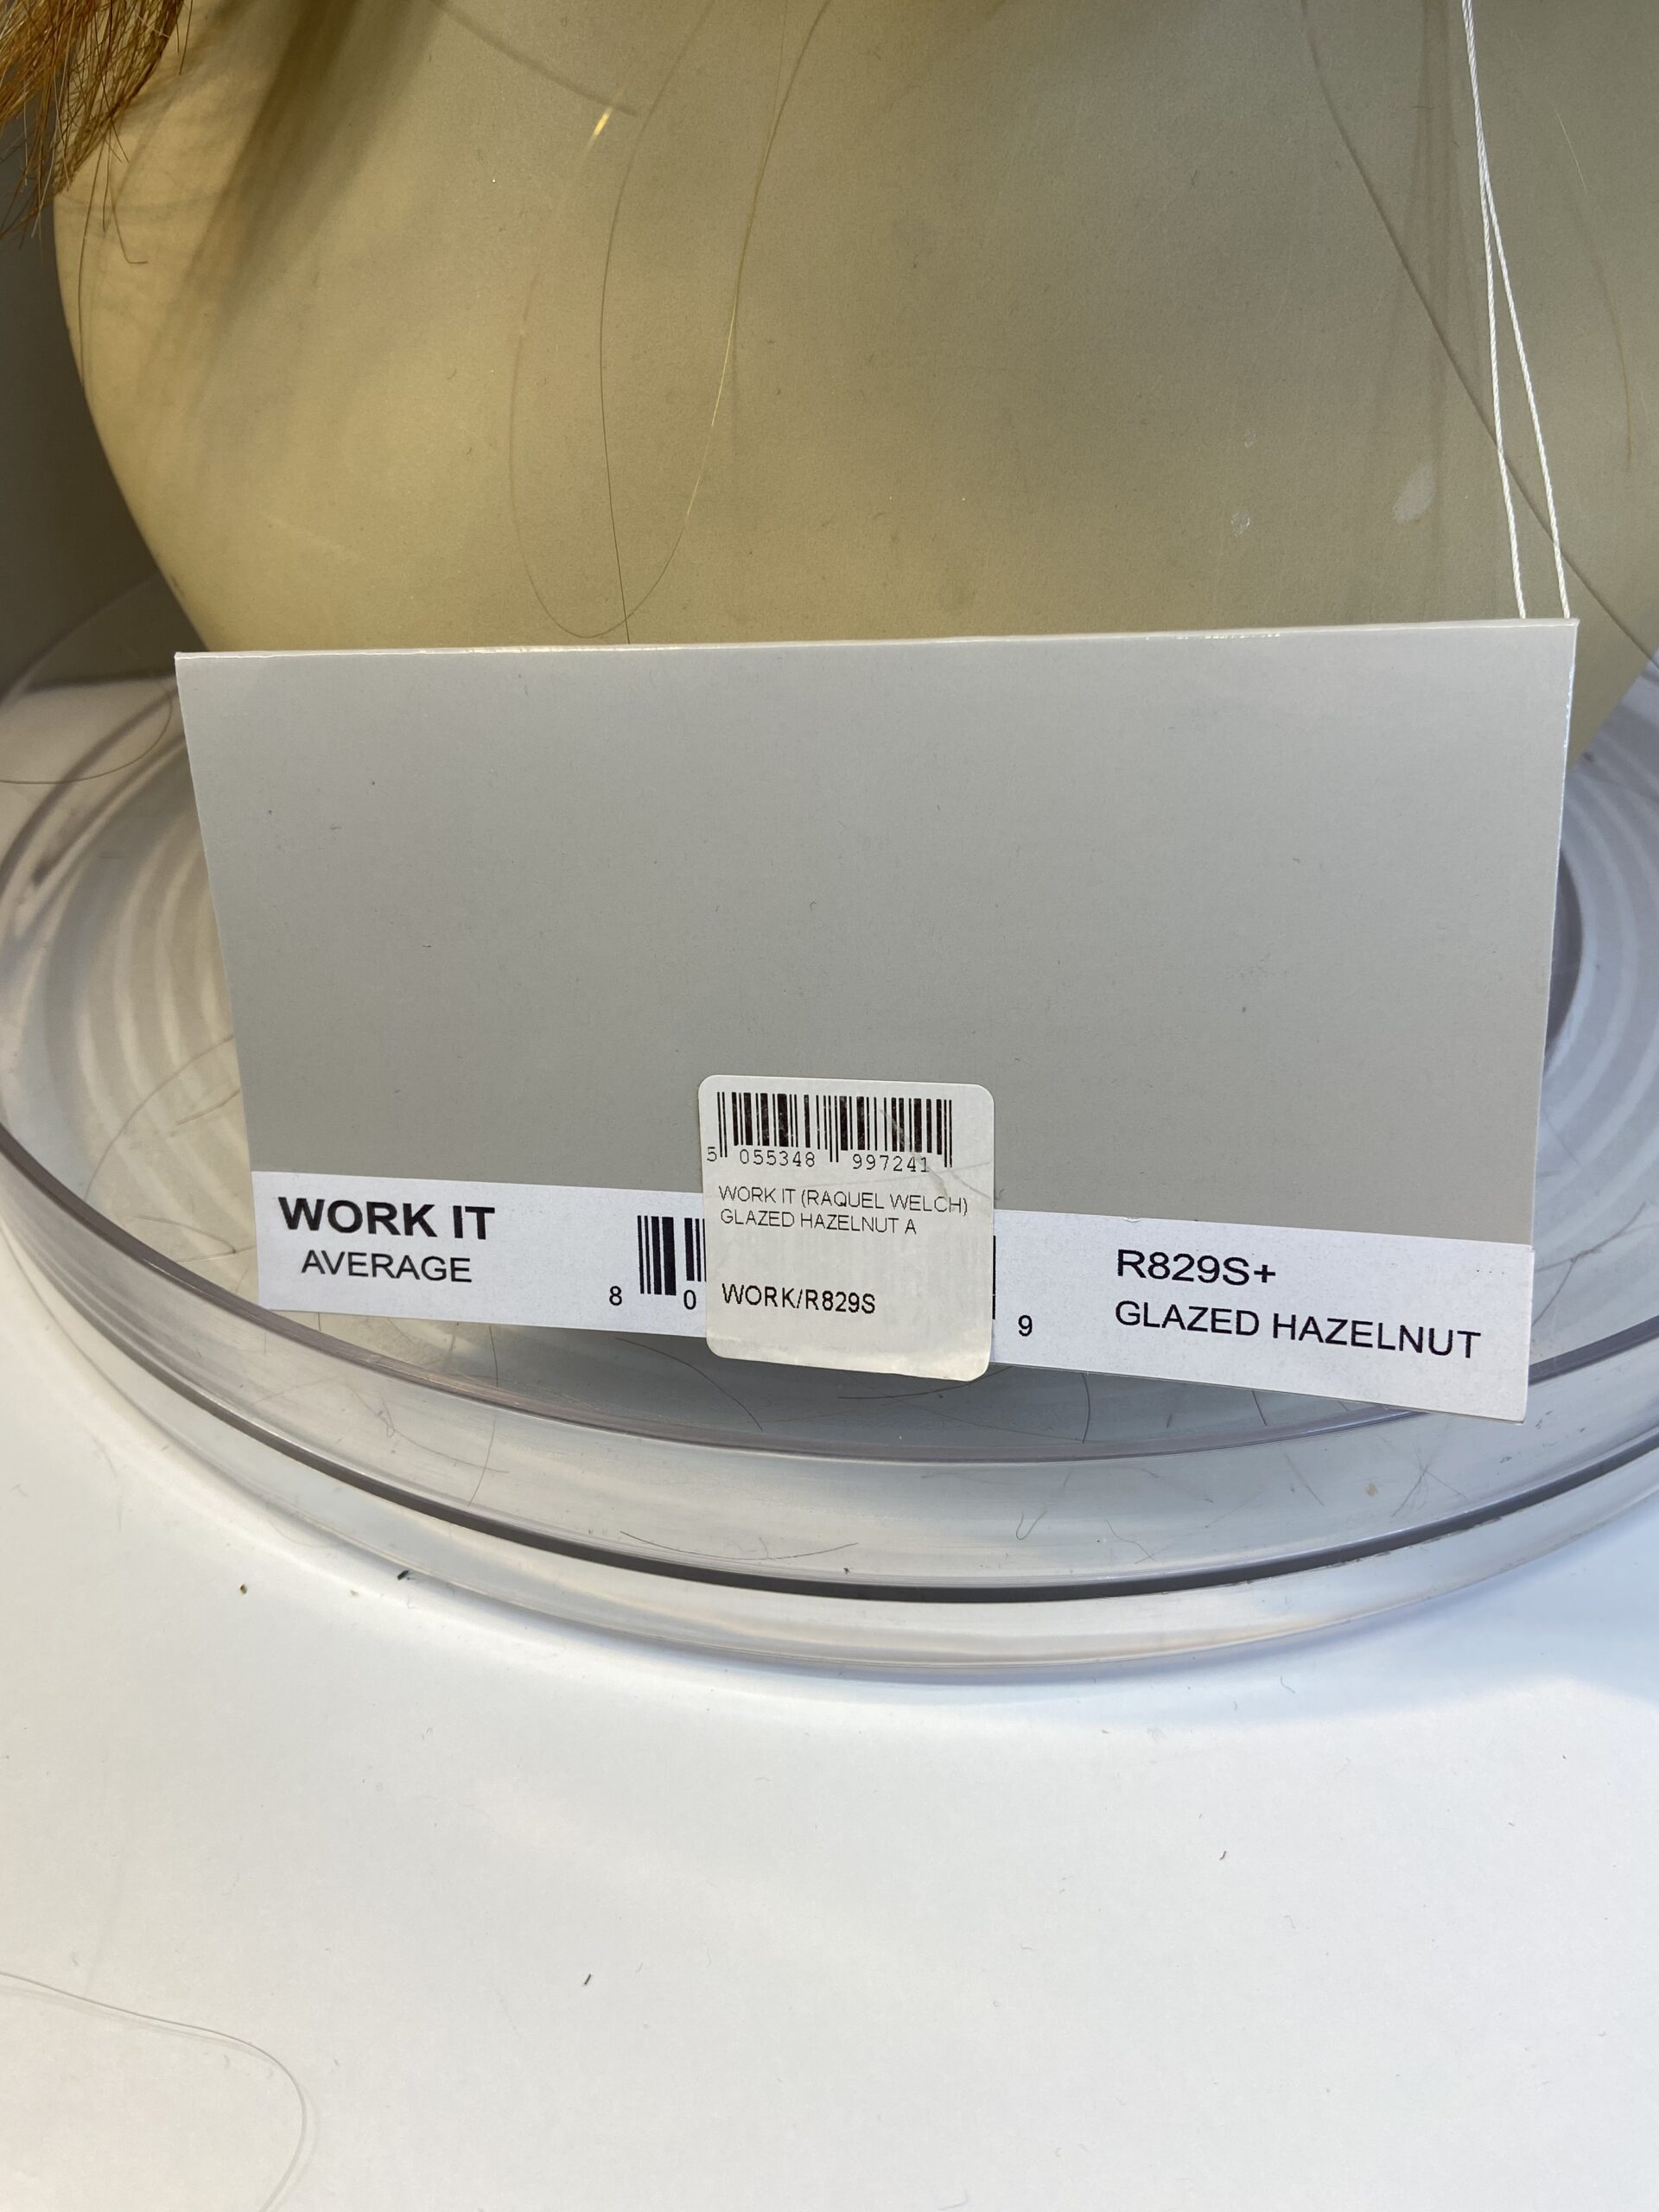 5 055348 997241
WORK IT (RAQUEL WELCH)
GLAZED HAZELNUT A
WORK/R829S
WORK IT
AVERAGE
8 0
9
R829S+
GLAZED HAZELNUT